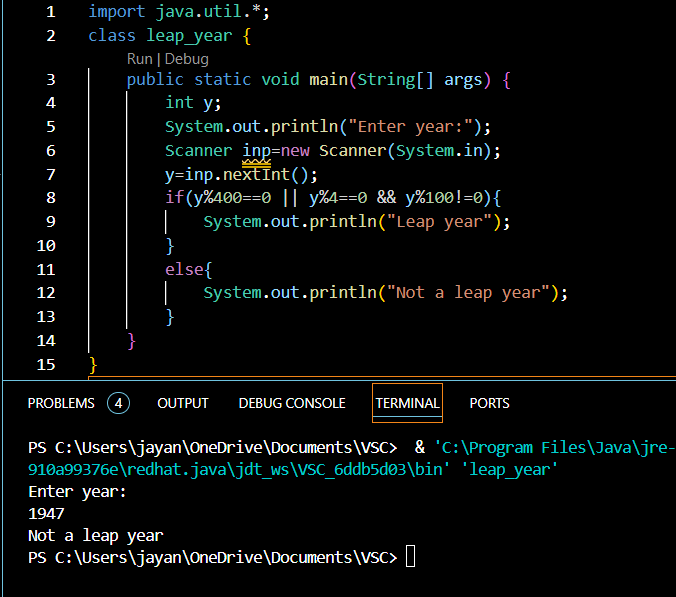 1 import java.util.*;
2 class leap_year {
Run | Debug
3 public static void main(String[] args) {
4 int y;
5 System.out.println("Enter year:");
6 Scanner inp=new Scanner(System.in);
7 y=inp.nextInt();
8 if(y%400==0 || y%4==0 && y%100!=0){
9 System.out.println("Leap year");
10 }
11 else{
12 System.out.println("Not a leap year");
13 }
14 }
15 }
PROBLEMS 4 OUTPUT DEBUG CONSOLE TERMINAL PORTS
PS C:\Users\jayan\OneDrive\Documents\VSC>  & 'C:\Program Files\Java\jre-
910a99376e\redhat.java\jdt_ws\VSC_6ddb5d03\bin' 'leap_year'
Enter year:
1947
Not a leap year
PS C:\Users\jayan\OneDrive\Documents\VSC>